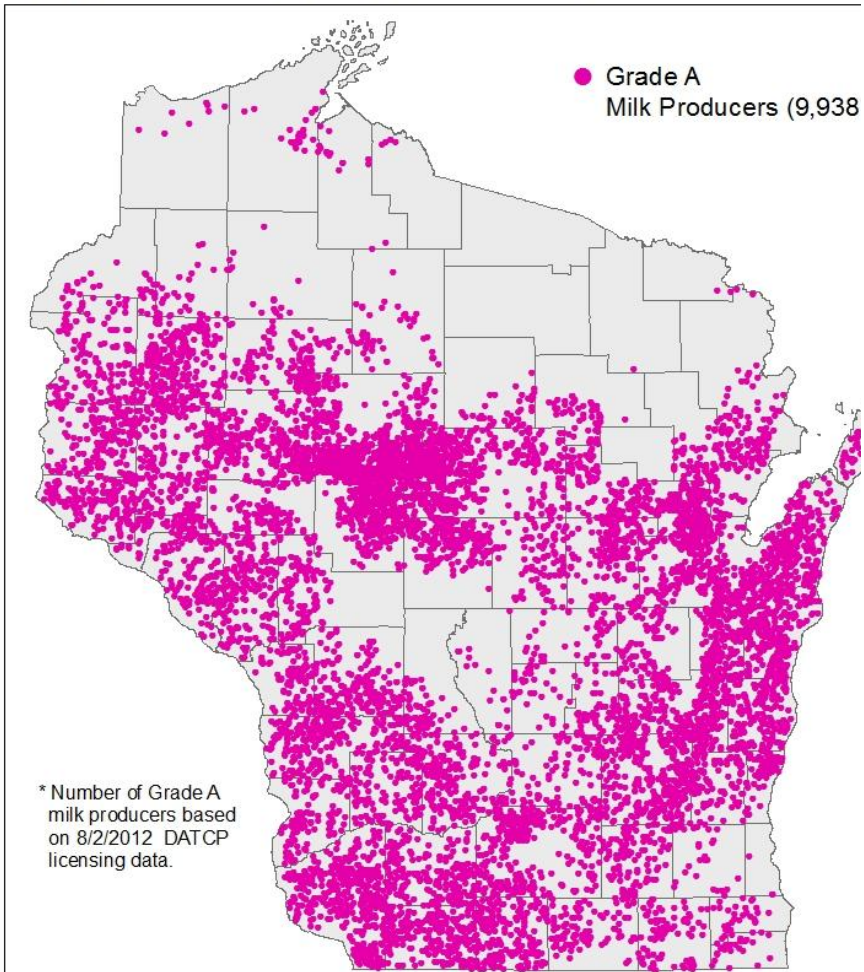 Grade A
Milk Producers (9,938
* Number of Grade A
milk producers based
on 8/2/2012 DATCP
licensing data.